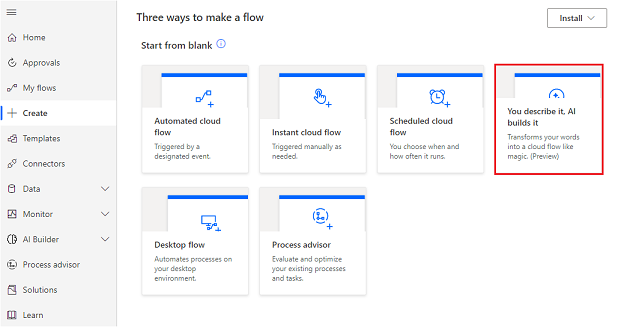 Three ways to make a flow
Install
Home
Start from blank
Approvals
My flows
Create
Templates
Connectors
Data
Monitor
AI Builder
Process advisor
Solutions
Learn
Automated cloud
flow
Triggered by a
designated event.
Instant cloud flow
Triggered manually as
needed.
Scheduled cloud
flow
You choose when and
how often it runs.
You describe it, AI
builds it
Transforms your words
into a cloud flow like
magic. (Preview)
Desktop flow
Automates processes on
your desktop
environment.
Process advisor
Evaluate and optimize
your existing processes
and tasks.